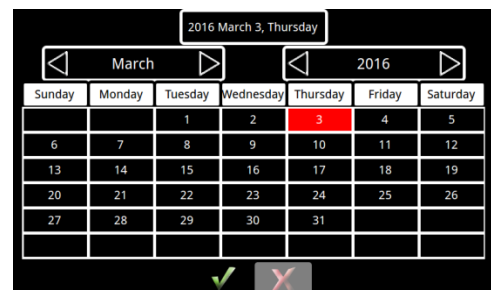 2016 March 3, Thursday
March 2016
Sunday Monday Tuesday Wednesday Thursday Friday Saturday
1 2 3 4 5
6 7 8 9 10 11 12
13 14 15 16 17 18 19
20 21 22 23 24 25 26
27 28 29 30 31